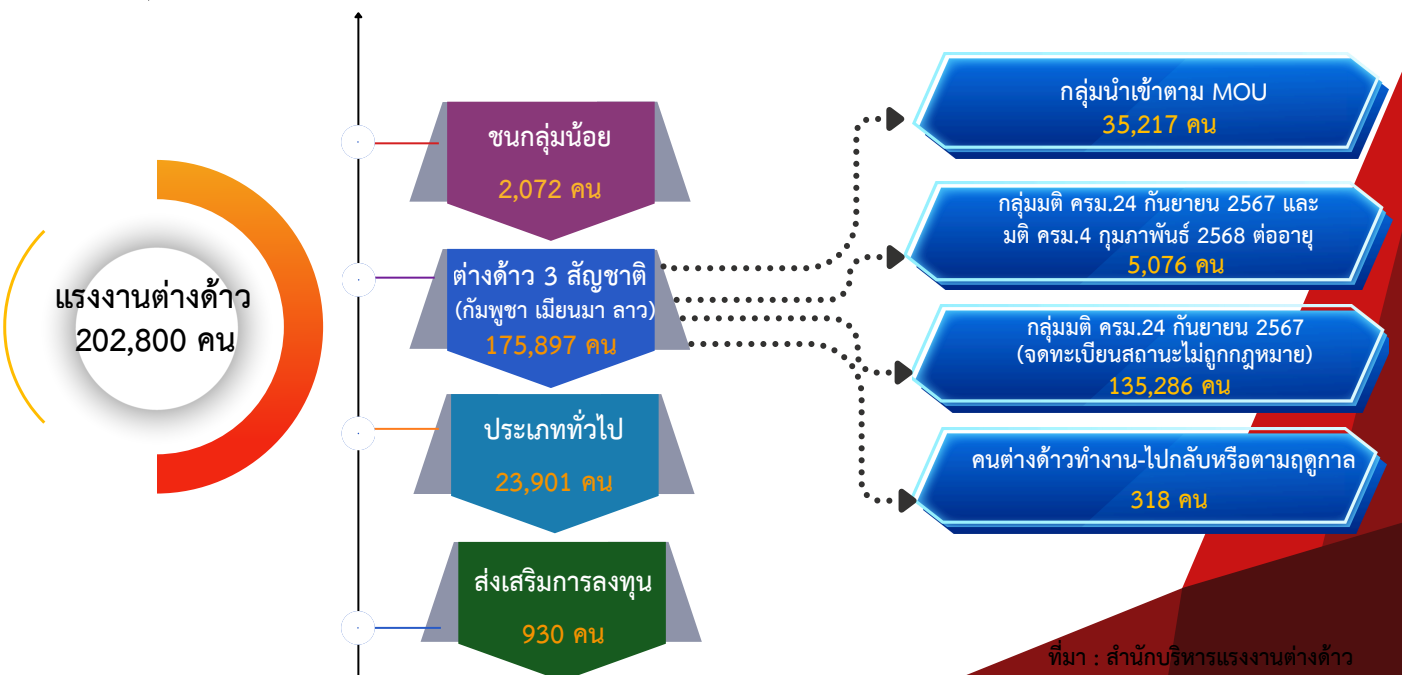 แรงงานต่างด้าว
202,800 คน
ชนกลุ่มน้อย
2,072 คน
ต่างด้าว 3 สัญชาติ
(กัมพูชา เมียนมา ลาว)
175,897 คน
ประเภททั่วไป
23,901 คน
ส่งเสริมการลงทุน
930 คน
กลุ่มนำเข้าตาม MOU
35,217 คน
กลุ่มมติ ครม.24 กันยายน 2567 และ
มติ ครม.4 กุมภาพันธ์ 2568 ต่ออายุ
5,076 คน
กลุ่มมติ ครม.24 กันยายน 2567
(จดทะเบียนสถานะไม่ถูกกฎหมาย)
135,286 คน
คนต่างด้าวทำงาน-ไปกลับหรือตามฤดูกาล
318 คน
ที่มา : สำนักบริหารแรงงานต่างด้าว